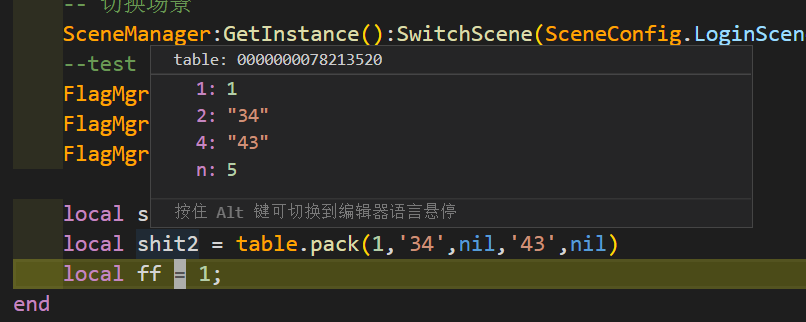 -- 切换场景
SceneManager:GetInstance():SwitchScene(SceneConfig.LoginScen
--test
table: 0000000078213520
FlagMgr
1: 1
FlagMgr
2: "34"
4: "43"
FlagMgr
n: 5
local s
按住 Alt 键可切换到编辑器语言悬停
local shit2 = table.pack(1,'34',nil,'43',nil)
local ff = 1;
end